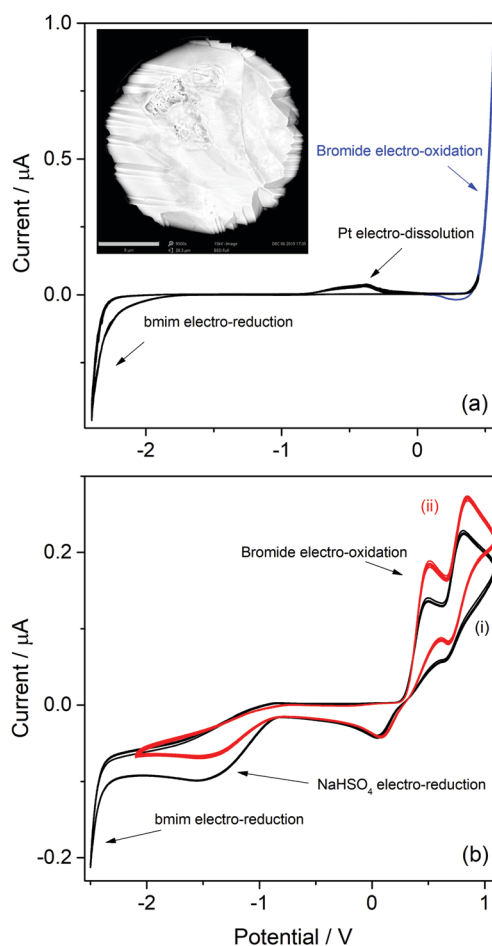 (a)
1.0
0.5
0.0
Current / μA
Bromide electro-oxidation
Pt electro-dissolution
bmim electro-reduction
-2
-1
0
(b)
0.2
0.0
-0.2
Current / μA
(ii)
Bromide electro-oxidation
(i)
NaHSO4 electro-reduction
bmim electro-reduction
-2
-1
0
1
Potential / V